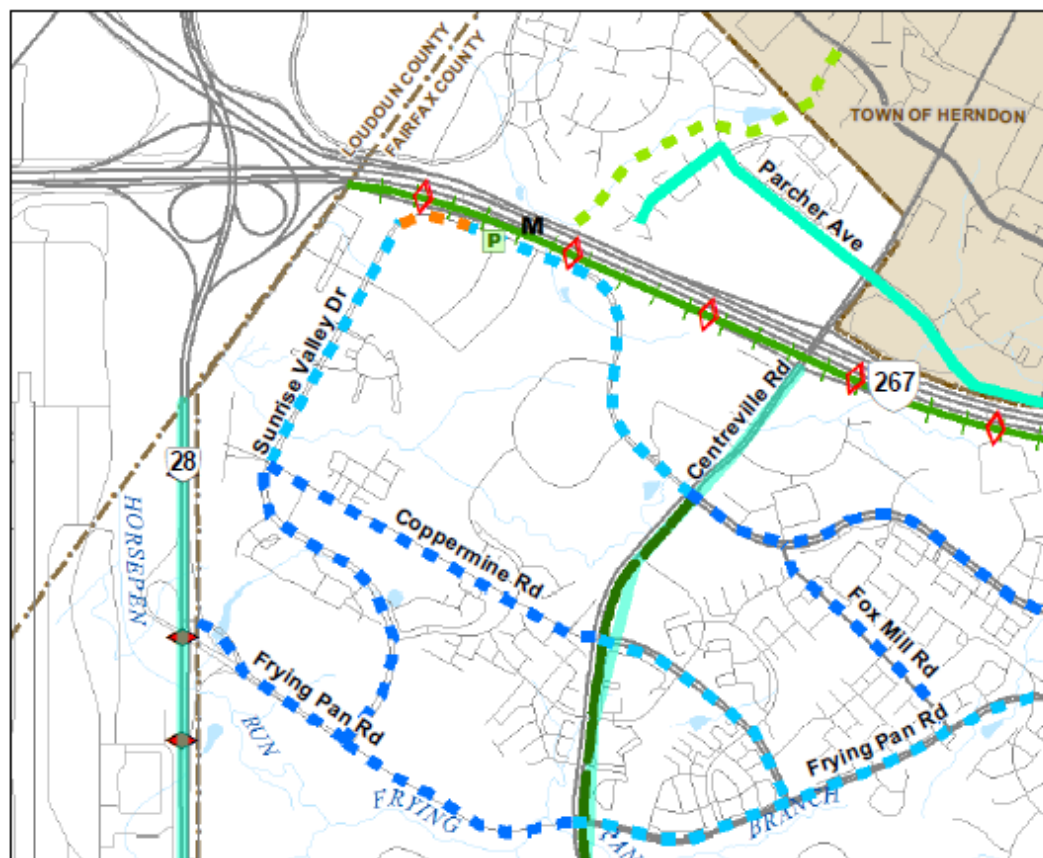 LOUDOUN COUNTY
FAIRFAX COUNTY
TOWN OF HERNDON
Parcher Ave
M
P
Sunrise Valley Dr
Centreville Rd
267
28
HORSEPEN
Coppermine Rd
Fox Mill Rd
Frying Pan Rd
RUN
Frying Pan Rd
FRYING
PAN
BRANCH